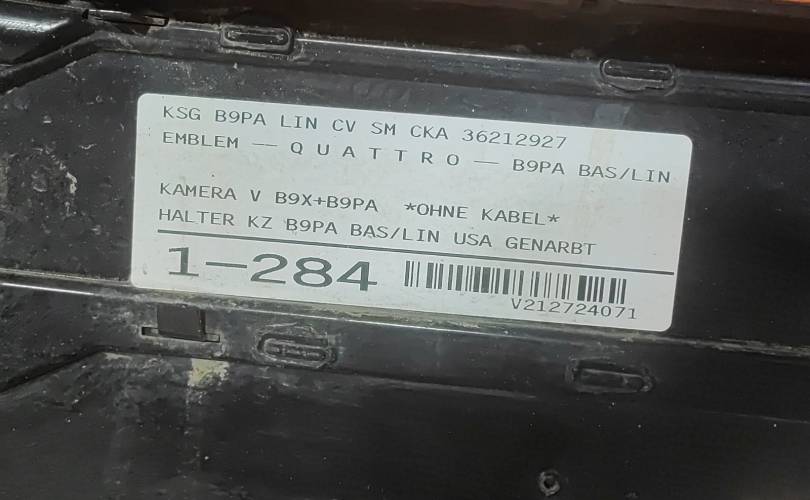 KSG B9PA LIN CV SM CKA 36212927
EMBLEM — Q U A T T R O — B9PA BAS/LIN
KAMERA V B9X+B9PA *OHNE KABEL*
HALTER KZ B9PA BAS/LIN USA GENARBT
1-284
V212724071